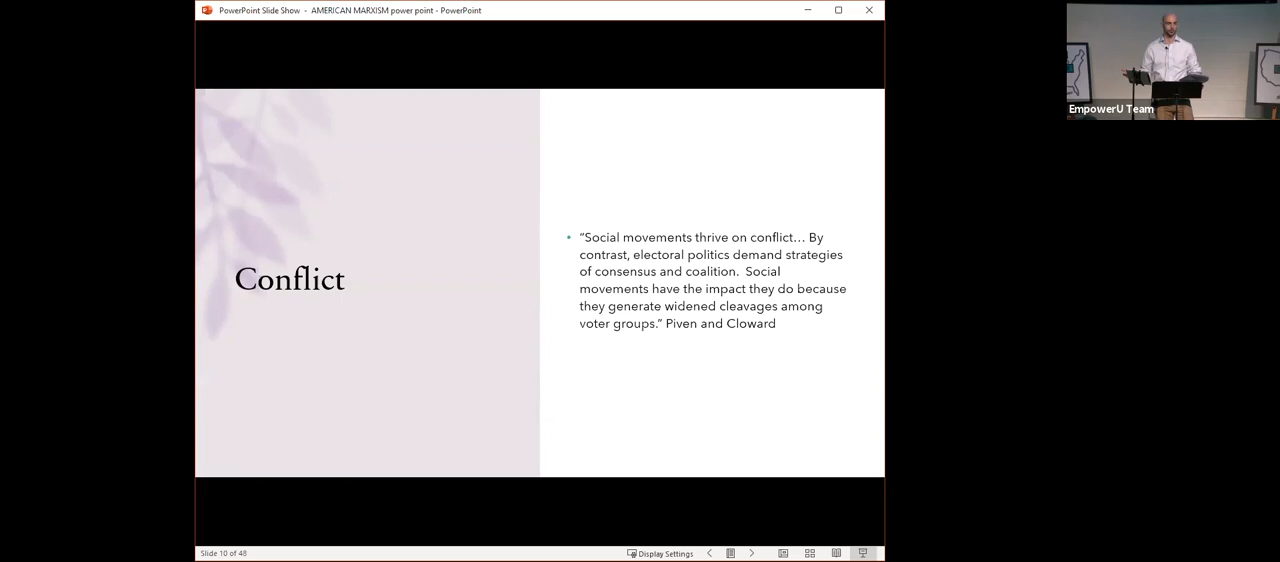 PowerPoint Slide Show - AMERICAN MARXISM power point - PowerPoint
EmpowerU Team
Conflict
• “Social movements thrive on conflict… By
contrast, electoral politics demand strategies
of consensus and coalition. Social
movements have the impact they do because
they generate widened cleavages among
voter groups.” Piven and Cloward
Slide 10 of 48
Display Settings